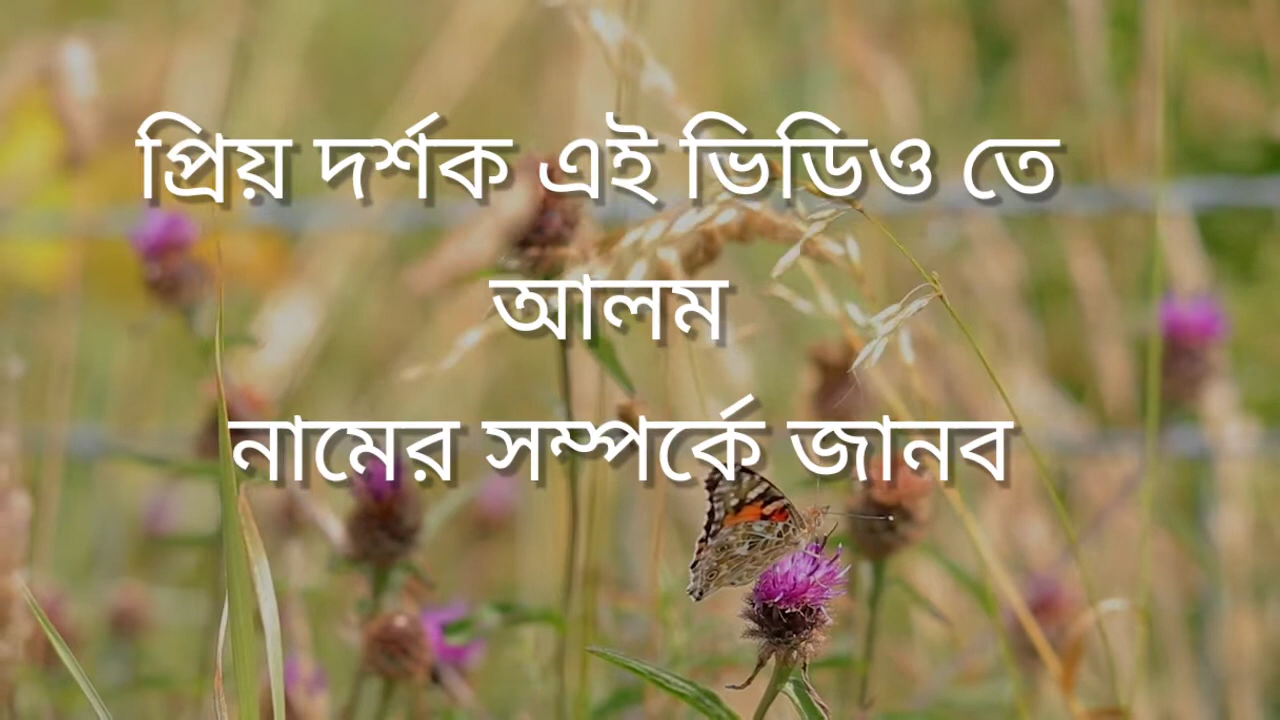 প্রিয় দর্শক এই ভিডিও তে
আলম
নামের সম্পর্কে জানব